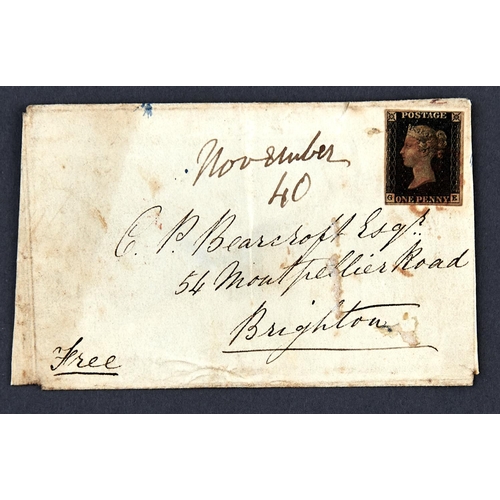 POSTAGE
ONE PENNY
G E
November
40
C. P. Bearcroft Esqr.
54 Montpellier Road
Brighton
Free